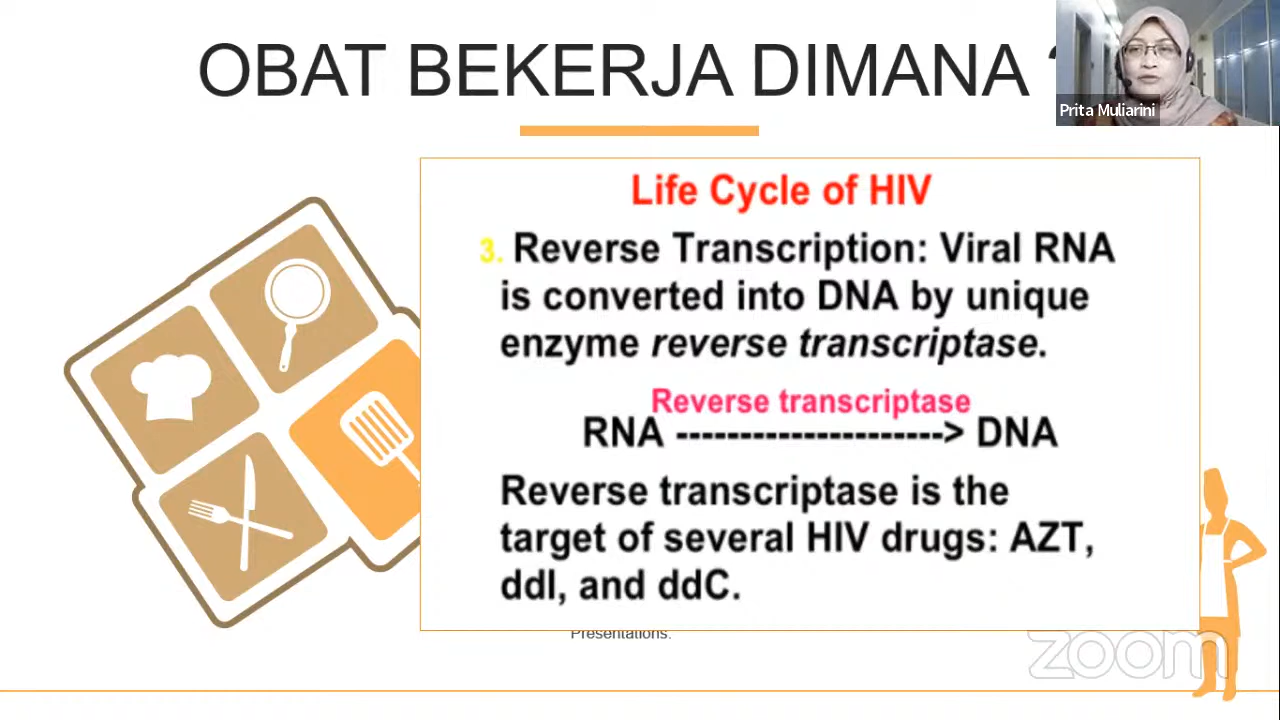 OBAT BEKERJA DIMANA ?
Prita Muliarini
Life Cycle of HIV
3. Reverse Transcription: Viral RNA
is converted into DNA by unique
enzyme reverse transcriptase.
Reverse transcriptase
RNA ---------------------> DNA
Reverse transcriptase is the
target of several HIV drugs: AZT,
ddI, and ddC.
Presentations.
zoom